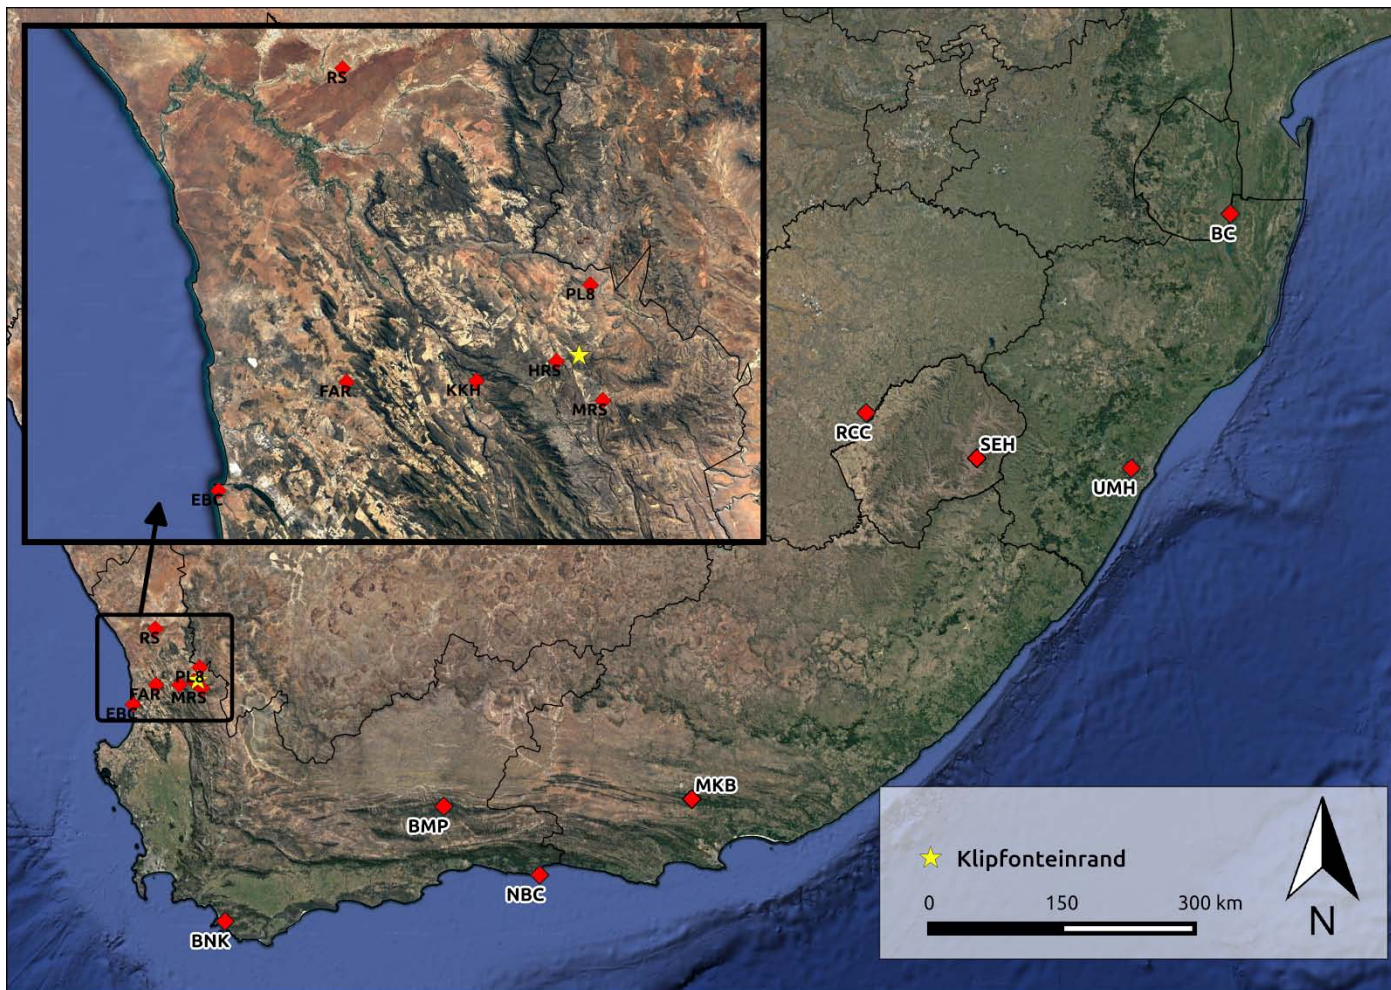 RS
PL8
HRS
FAR
KKH
MRS
EBC
BC
RCC
SEH
UMH
RS
PL8
FAR
MRS
EBC
MKB
BMP
NBC
BNK
Klipfonteinrand
0 150 300 km
N